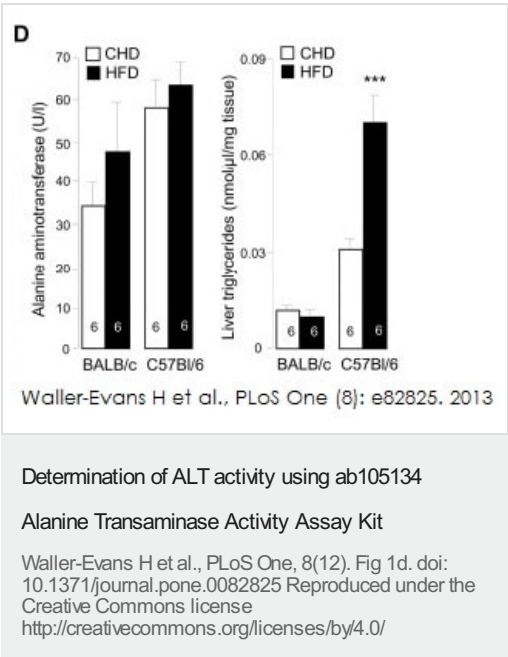 D
CHD
HFD
Alanine aminotransferase (U/l)
70
60
50
40
30
20
10
0
6 6 6 6
BALB/c C57Bl/6
CHD
HFD
***
Liver triglycerides (nmol/µl/mg tissue)
0.09
0.06
0.03
0
6 6 6 6
BALB/c C57Bl/6
Waller-Evans H et al., PLoS One (8): e82825. 2013
Determination of ALT activity using ab105134
Alanine Transaminase Activity Assay Kit
Waller-Evans H et al., PLoS One, 8(12). Fig 1d. doi:
10.1371/journal.pone.0082825 Reproduced under the
Creative Commons license
http://creativecommons.org/licenses/by/4.0/